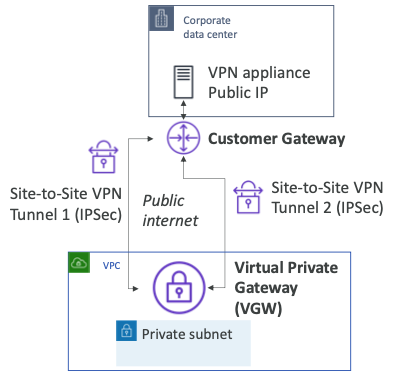 Corporate
data center
VPN appliance
Public IP
Customer Gateway
Site-to-Site VPN
Tunnel 1 (IPSec)
Public
internet
Site-to-Site VPN
Tunnel 2 (IPSec)
VPC
Virtual Private
Gateway
(VGW)
Private subnet